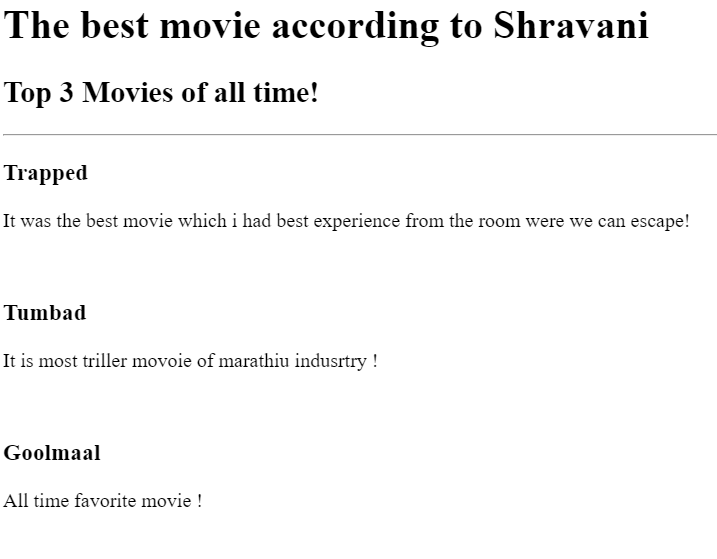 The best movie according to Shravani
Top 3 Movies of all time!
Trapped
It was the best movie which i had best experience from the room were we can escape!
Tumbad
It is most triller movoie of marathiu indusrtry !
Goolmaal
All time favorite movie !